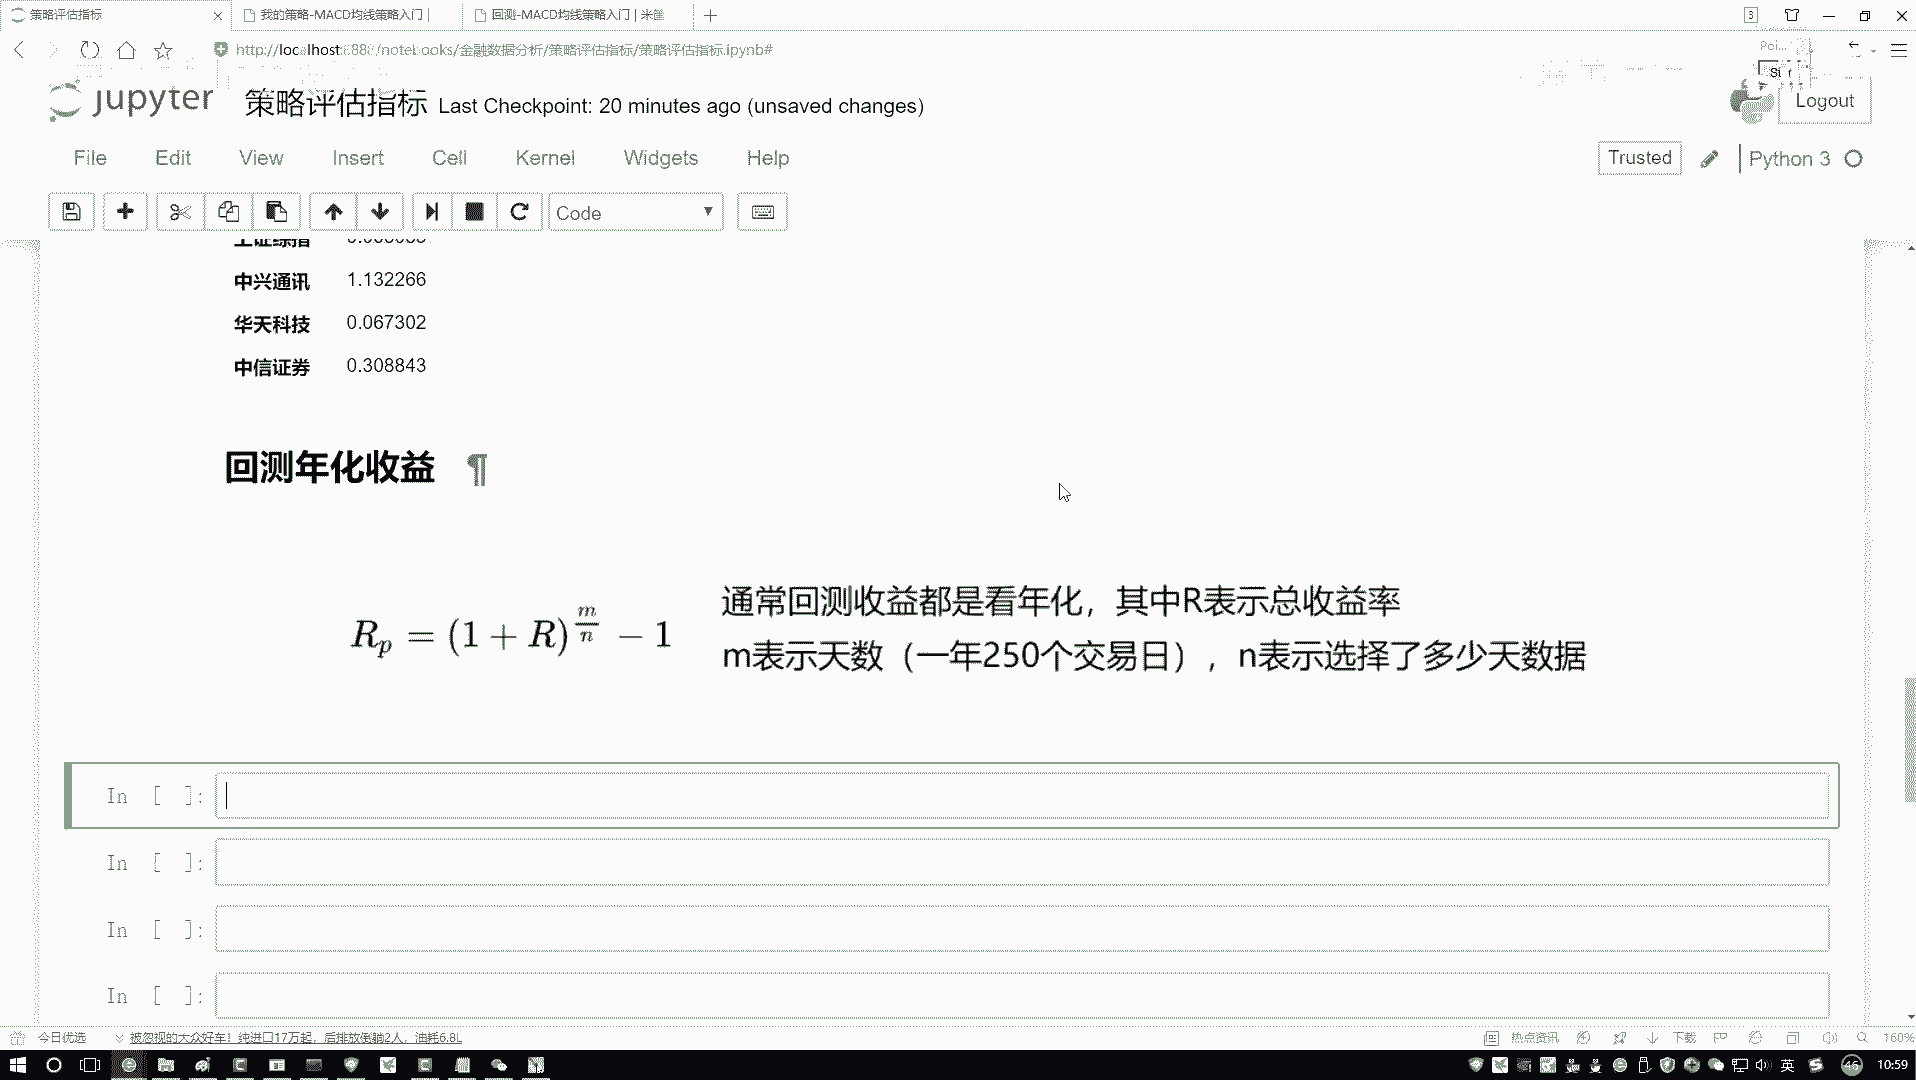 策略评估指标
我的策略-MACD均线策略入门 |
回测-MACD均线策略入门 | 米筐
3
http://localhost:888/notebooks/金融数据分析/策略评估指标/策略评估指标.ipynb#
jupyter 策略评估指标 Last Checkpoint: 20 minutes ago (unsaved changes)
Logout
File Edit View Insert Cell Kernel Widgets Help
Trusted
Python 3
Code
上证综指
中兴通讯 1.132266
华天科技 0.067302
中信证券 0.308843
回测年化收益 ¶
R_p = (1 + R)^{m/n} − 1
通常回测收益都是看年化，其中R表示总收益率
m表示天数（一年250个交易日），n表示选择了多少天数据
In [ ]:
In [ ]:
In [ ]:
In [ ]:
今日优选
被忽视的大众好车！纯进口17万起，后排放倒躺2人，油耗6.8L
热点资讯
下载
160%
英
46
10:59